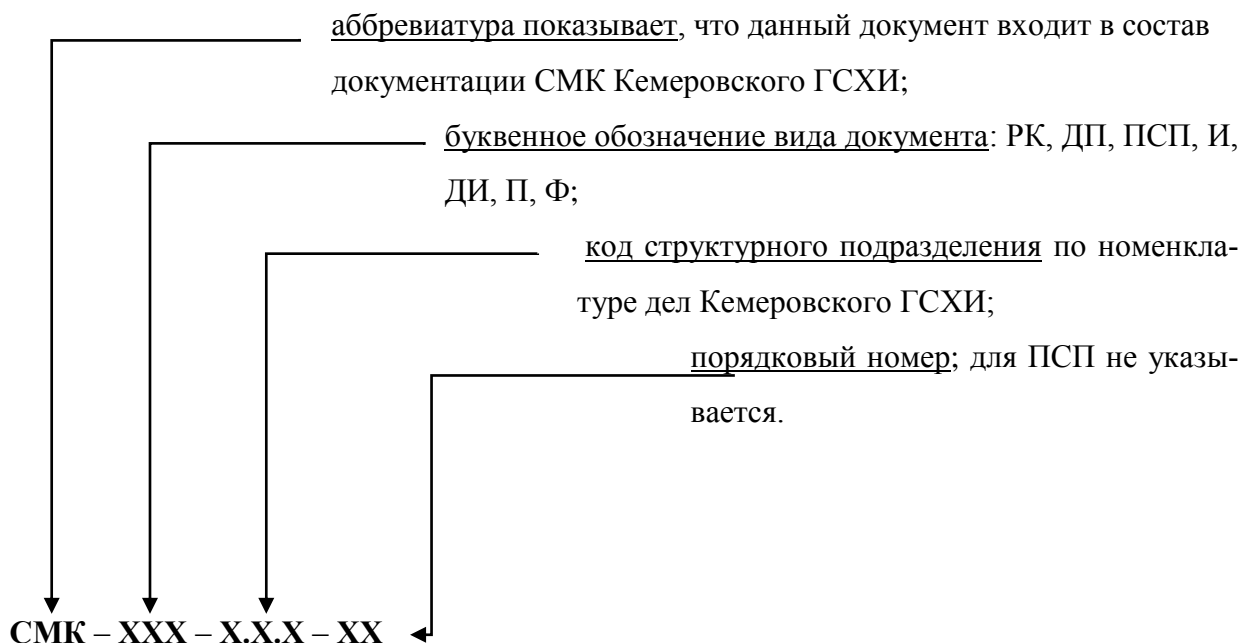 аббревиатура показывает, что данный документ входит в состав
документации СМК Кемеровского ГСХИ;
буквенное обозначение вида документа: РК, ДП, ПСП, И,
ДИ, П, Ф;
код структурного подразделения по номенкла-
туре дел Кемеровского ГСХИ;
порядковый номер; для ПСП не указы-
вается.
СМК – ХХХ – Х.Х.Х – ХХ